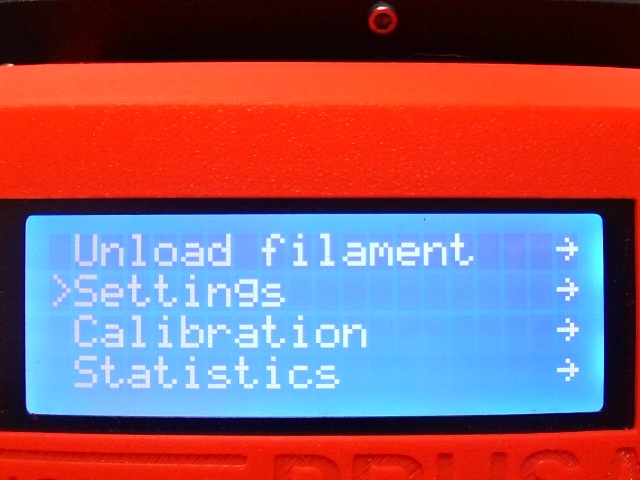 Unload filament →
>Settings →
Calibration →
Statistics →